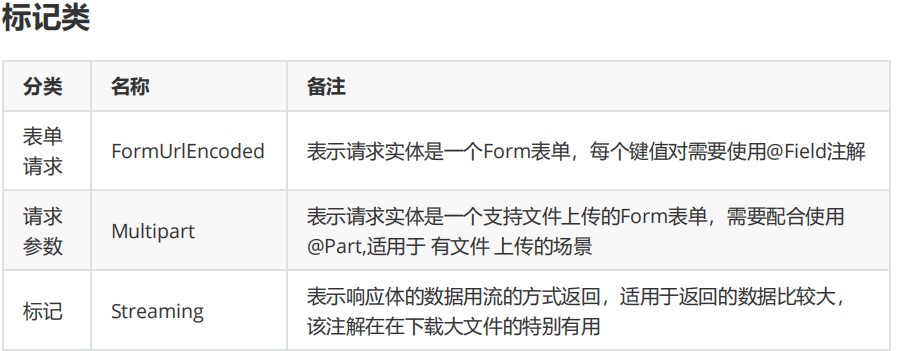 标记类
分类 名称 备注
表单
请求
FormUrlEncoded
表示请求实体是一个Form表单，每个键值对需要使用@Field注解
请求
参数
Multipart
表示请求实体是一个支持文件上传的Form表单，需要配合使用
@Part,适用于 有文件 上传的场景
标记
Streaming
表示响应体的数据用流的方式返回，适用于返回的数据比较大，
该注解在在下载大文件的特别有用